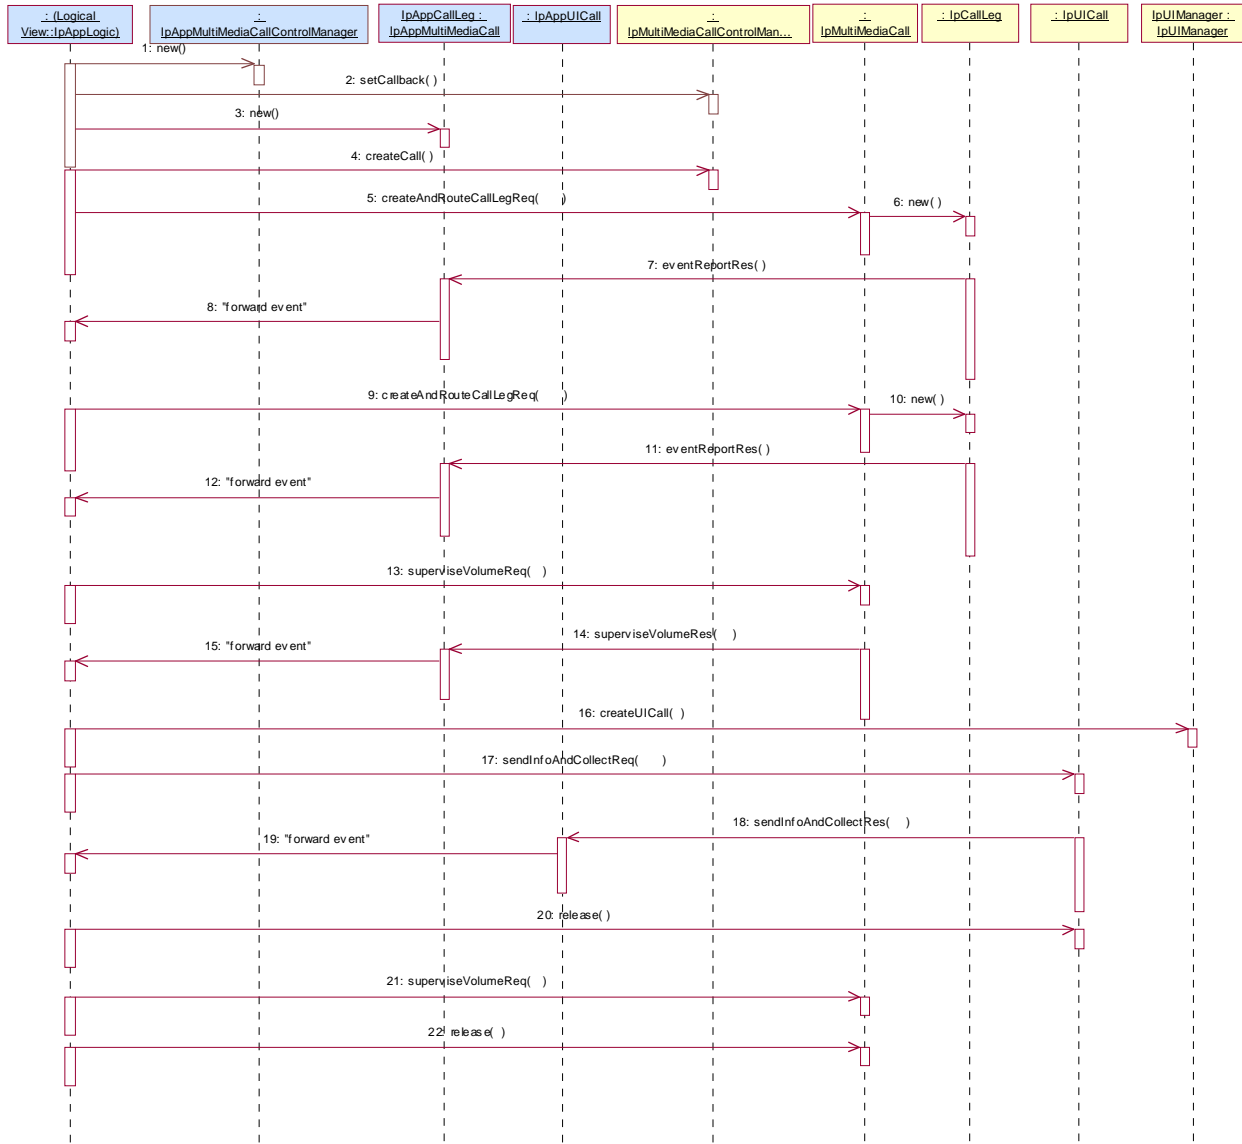 : (Logical
View::IpAppLogic)
:
IpAppMultiMediaCallControlManager
IpAppCallLeg :
IpAppMultiMediaCall
: IpAppUICall
:
IpMultiMediaCallControlMan...
:
IpMultiMediaCall
: IpCallLeg
: IpUICall
IpUIManager :
IpUIManager
1: new()
2: setCallback( )
3: new()
4: createCall( )
5: createAndRouteCallLegReq( )
6: new( )
7: eventReportRes( )
8: "forward event"
9: createAndRouteCallLegReq( )
10: new( )
11: eventReportRes( )
12: "forward event"
13: superviseVolumeReq( )
14: superviseVolumeRes( )
15: "forward event"
16: createUICall( )
17: sendInfoAndCollectReq( )
18: sendInfoAndCollectRes( )
19: "forward event"
20: release( )
21: superviseVolumeReq( )
22: release( )